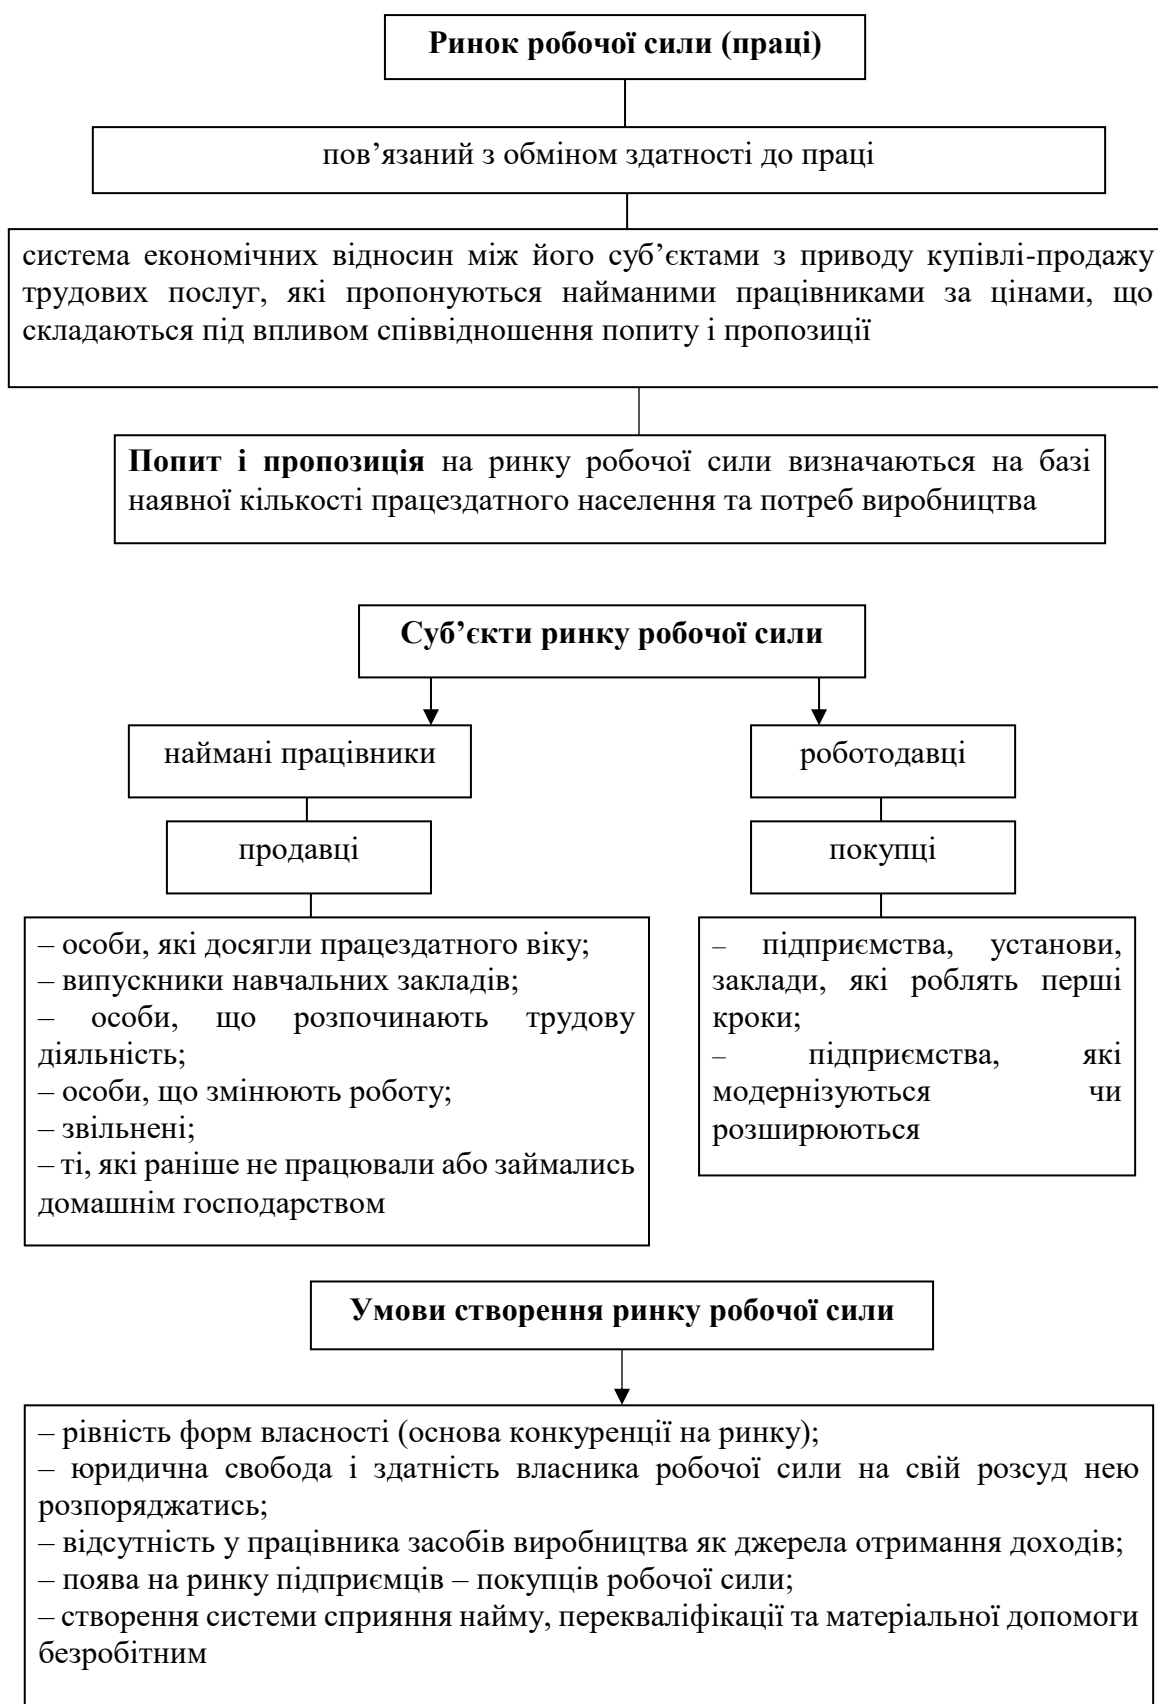 Ринок робочої сили (праці)
пов’язаний з обміном здатності до праці
система економічних відносин між його суб’єктами з приводу купівлі-продажу
трудових послуг, які пропонуються найманими працівниками за цінами, що
складаються під впливом співвідношення попиту і пропозиції
Попит і пропозиція на ринку робочої сили визначаються на базі
наявної кількості працездатного населення та потреб виробництва
Суб’єкти ринку робочої сили
наймані працівники
продавці
– особи, які досягли працездатного віку;
– випускники навчальних закладів;
– особи, що розпочинають трудову
діяльність;
– особи, що змінюють роботу;
– звільнені;
– ті, які раніше не працювали або займались
домашнім господарством
роботодавці
покупці
– підприємства, установи,
заклади, які роблять перші
кроки;
– підприємства, які
модернізуються чи
розширюються
Умови створення ринку робочої сили
– рівність форм власності (основа конкуренції на ринку);
– юридична свобода і здатність власника робочої сили на свій розсуд нею
розпоряджатись;
– відсутність у працівника засобів виробництва як джерела отримання доходів;
– поява на ринку підприємців – покупців робочої сили;
– створення системи сприяння найму, перекваліфікації та матеріальної допомоги
безробітним